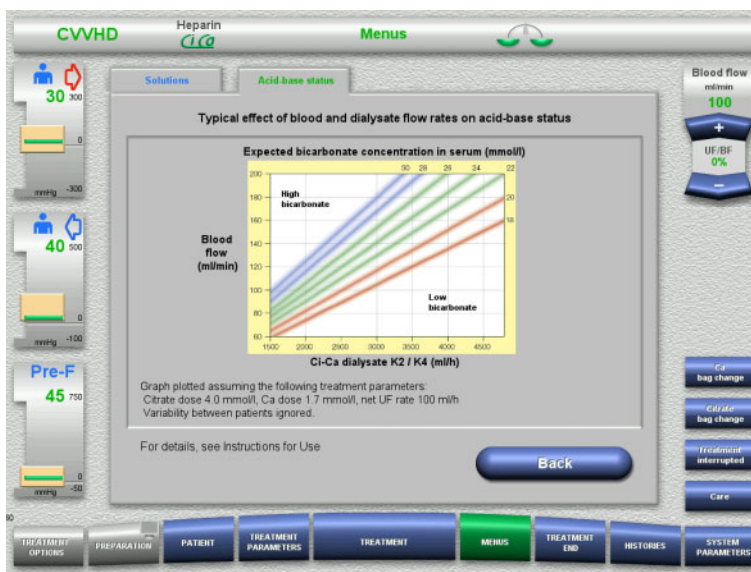 CVVHD
Heparin
Ci Ca
Menus
30 300
0
mmHg -300
40 500
0
mmHg -100
Pre-F
45 750
0
mmHg -50
Solutions
Acid-base status
Typical effect of blood and dialysate flow rates on acid-base status
Expected bicarbonate concentration in serum (mmol/l)
30 28 26 24 22
20
18
High
bicarbonate
Low
bicarbonate
Blood
flow
(ml/min)
200
180
160
140
120
100
80
60
1500 2000 2500 3000 3500 4000 4500
Ci-Ca dialysate K2 / K4 (ml/h)
Graph plotted assuming the following treatment parameters:
Citrate dose 4.0 mmol/l, Ca dose 1.7 mmol/l, net UF rate 100 ml/h
Variability between patients ignored.
For details, see Instructions for Use
Back
Blood flow
ml/min
100
+
UF/BF
0%
−
Ca
bag change
Citrate
bag change
Treatment
interrupted
Care
TREATMENT
OPTIONS
PREPARATION
PATIENT
TREATMENT
PARAMETERS
TREATMENT
MENUS
TREATMENT
END
HISTORIES
SYSTEM
PARAMETERS